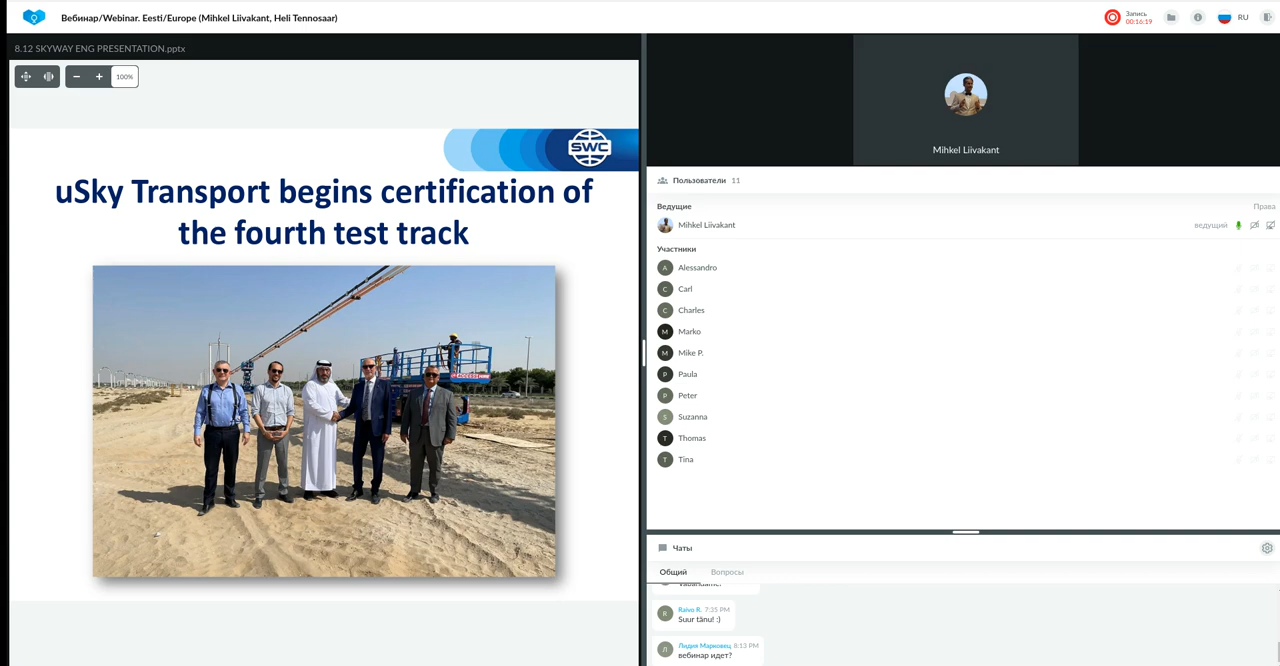 Вебинар/Webinar. Eesti/Europe (Mihkel Liivakant, Heli Tennosaar)
Запись
00:16:19
RU
8.12 SKYWAY ENG PRESENTATION.pptx
100%
SWC
uSky Transport begins certification of
the fourth test track
Mihkel Liivakant
Пользователи 11
Ведущие Права
Mihkel Liivakant ведущий
Участники
A Alessandro
C Carl
C Charles
M Marko
M Mike P.
P Paula
P Peter
S Suzanna
T Thomas
T Tina
Чаты
Общий Вопросы
R Raivo R. 7:35 PM
Suur tänu! :)
Л Лидия Марковец 8:13 PM
вебинар идет?